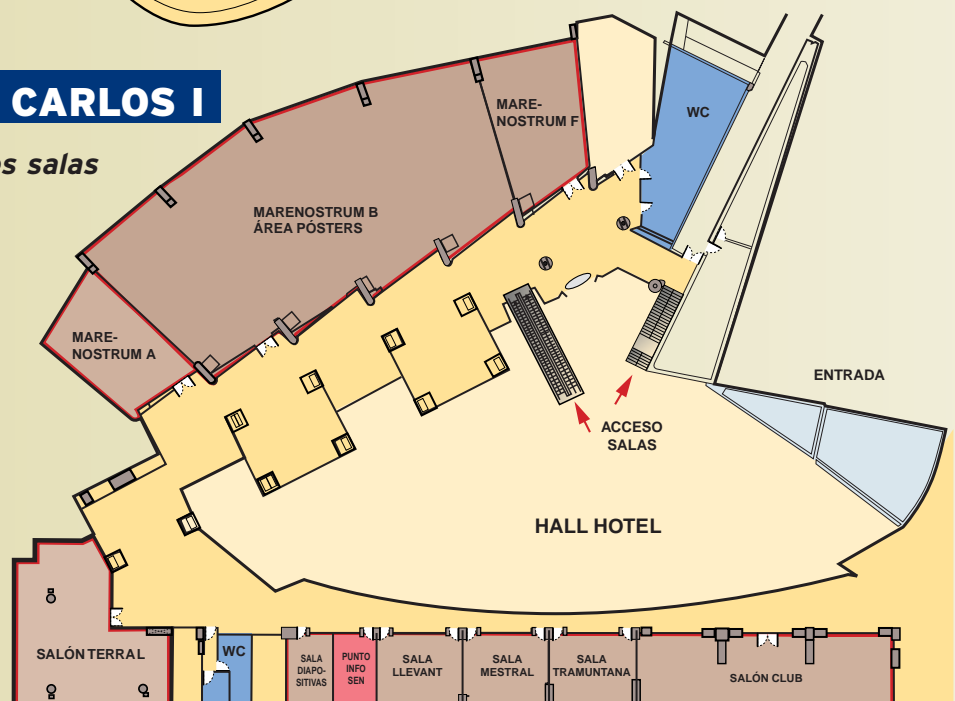 CARLOS I
s salas
MARE-
NOSTRUM F
WC
MARENOSTRUM B
ÁREA PÓSTERS
MARE-
NOSTRUM A
ENTRADA
ACCESO
SALAS
HALL HOTEL
SALÓN TERRAL
WC
SALA
DIAPO-
SITIVAS
PUNTO
INFO
SEN
SALA
LLEVANT
SALA
MESTRAL
SALA
TRAMUNTANA
SALÓN CLUB